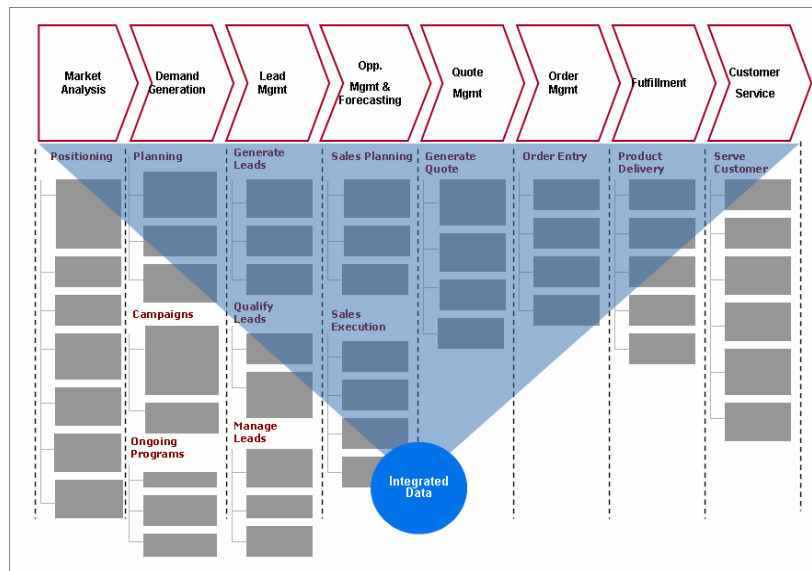 Market
Analysis
Demand
Generation
Lead
Mgmt
Opp.
Mgmt &
Forecasting
Quote
Mgmt
Order
Mgmt
Fulfillment
Customer
Service
Positioning
Planning
Generate
Leads
Sales Planning
Generate
Quote
Order Entry
Product
Delivery
Serve
Customer
Campaigns
Qualify
Leads
Sales
Execution
Ongoing
Programs
Manage
Leads
Integrated
Data